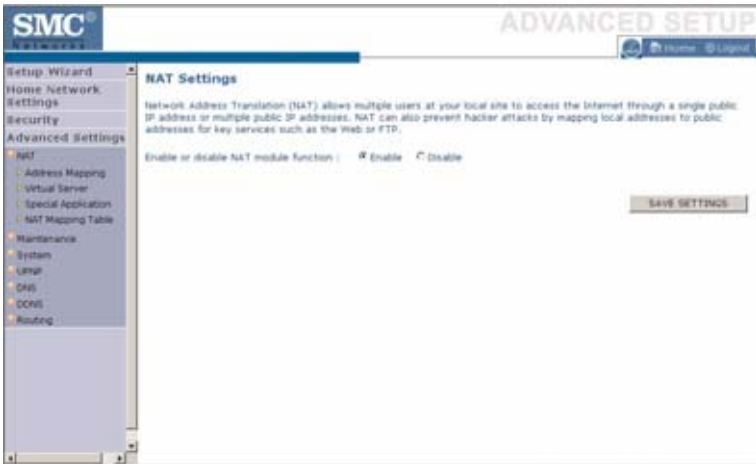 SMC®
Networks
ADVANCED SETUP
Home Logout
Setup Wizard
Home Network Settings
Security
Advanced Settings
NAT
Address Mapping
Virtual Server
Special Application
NAT Mapping Table
Maintenance
System
UPNP
DNS
DDNS
Routing
NAT Settings
Network Address Translation (NAT) allows multiple users at your local site to access the Internet through a single public
IP address or multiple public IP addresses. NAT can also prevent hacker attacks by mapping local addresses to public
addresses for key services such as the Web or FTP.
Enable or disable NAT module function : Enable Disable
SAVE SETTINGS